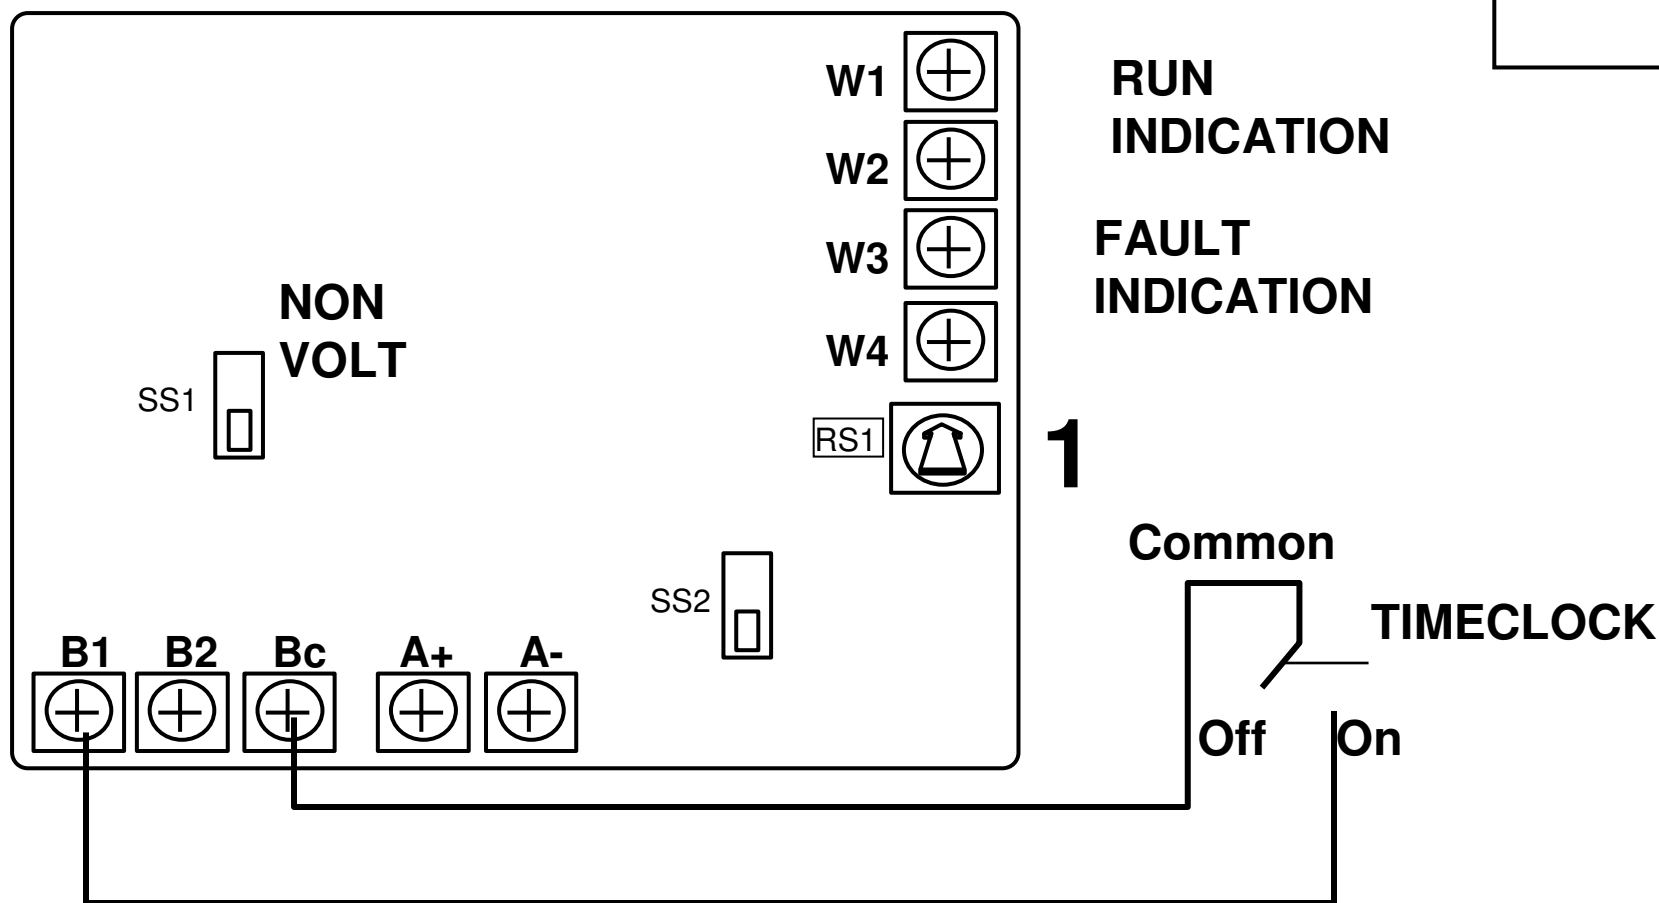 W1
RUN
INDICATION
W2
W3
FAULT
INDICATION
NON
VOLT
W4
SS1
RS1
1
Common
SS2
TIMECLOCK
B1 B2 Bc A+ A-
Off On